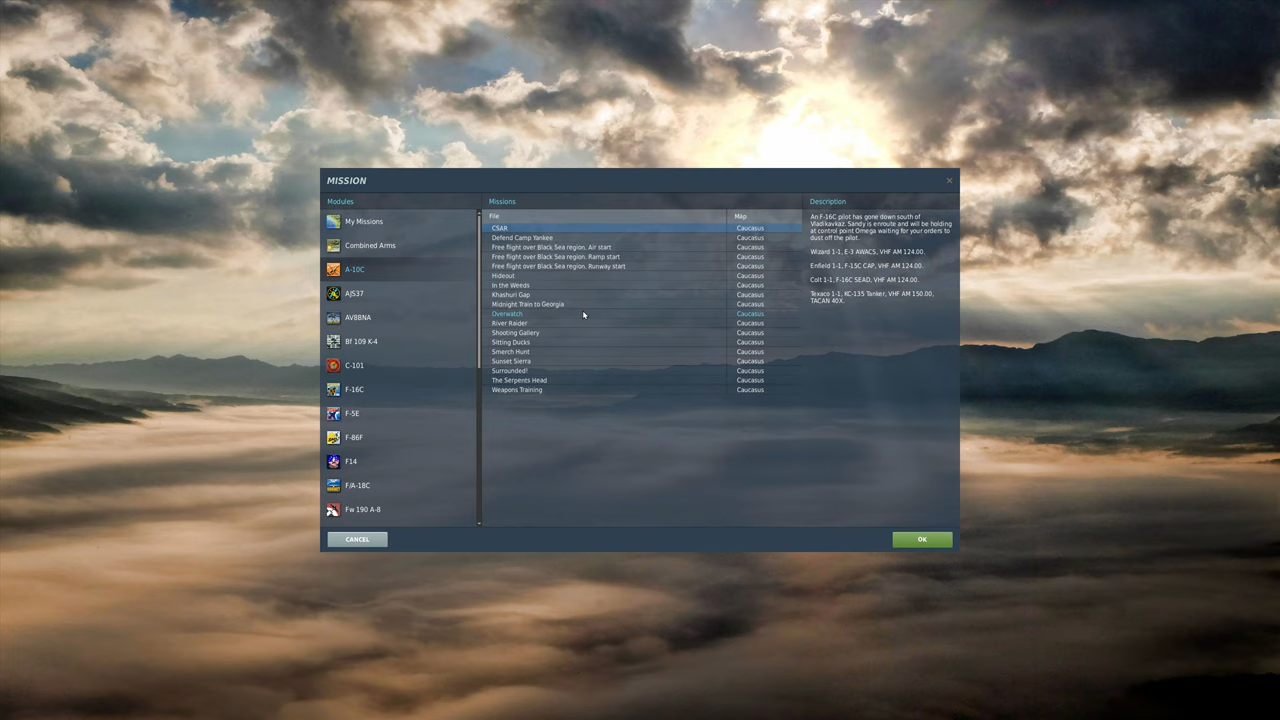 MISSION
×
Modules
My Missions
Combined Arms
A-10C
AJS37
AV8BNA
Bf 109 K-4
C-101
F-16C
F-5E
F-86F
F14
F/A-18C
Fw 190 A-8
Missions
File Map
CSAR Caucasus
Defend Camp Yankee Caucasus
Free flight over Black Sea region. Air start Caucasus
Free flight over Black Sea region. Ramp start Caucasus
Free flight over Black Sea region. Runway start Caucasus
Hideout Caucasus
In the Weeds Caucasus
Khashuri Gap Caucasus
Midnight Train to Georgia Caucasus
Overwatch Caucasus
River Raider Caucasus
Shooting Gallery Caucasus
Sitting Ducks Caucasus
Smerch Hunt Caucasus
Sunset Sierra Caucasus
Surrounded! Caucasus
The Serpents Head Caucasus
Weapons Training Caucasus
Description
An F-16C pilot has gone down south of
Vladikavkaz. Sandy is enroute and will be holding
at control point Omega waiting for your orders to
dust off the pilot.
Wizard 1-1, E-3 AWACS, VHF AM 124.00.
Enfield 1-1, F-15C CAP, VHF AM 124.00.
Colt 1-1, F-16C SEAD, VHF AM 124.00.
Texaco 1-1, KC-135 Tanker, VHF AM 150.00,
TACAN 40X.
CANCEL
OK